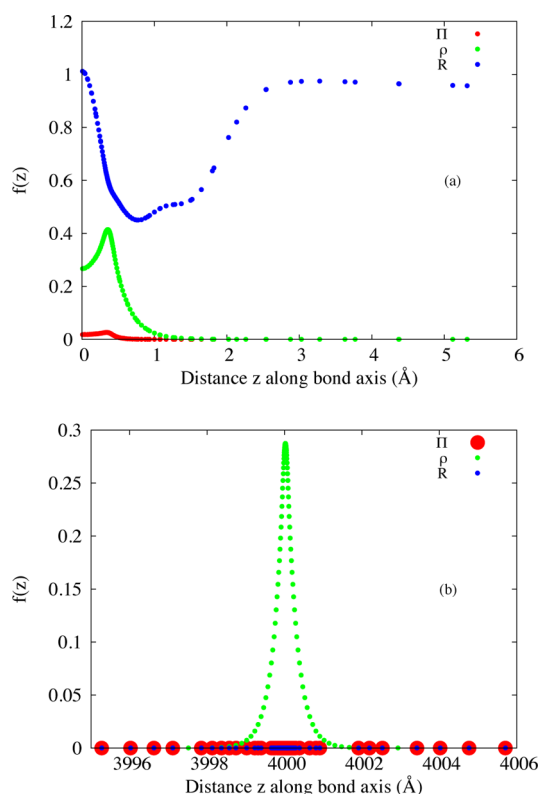 1.2
1
0.8
0.6
0.4
0.2
0
f(z)
Π
ρ
R
(a)
0 1 2 3 4 5 6
Distance z along bond axis (Å)
0.3
0.25
0.2
0.15
0.1
0.05
0
f(z)
Π
ρ
R
(b)
3996 3998 4000 4002 4004 4006
Distance z along bond axis (Å)